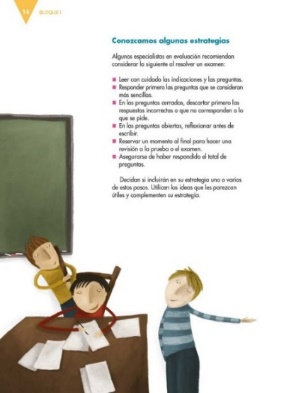 BLOQUE I
Conozcamos algunas estrategias
Algunos especialistas en evaluación recomiendan
considerar lo siguiente al resolver un examen:
Leer con cuidado las indicaciones y las preguntas.
Responder primero las preguntas que se consideran
más sencillas.
En las preguntas cerradas, descartar primero las
respuestas incorrectas o que no corresponden a lo
que se pide.
En las preguntas abiertas, reflexionar antes de
escribir.
Reservar un momento al final para hacer una
revisión a la prueba o el examen.
Asegurarse de haber respondido el total de
preguntas.
Decidan si incluirán en su estrategia uno o varios
de estos pasos. Utilicen las ideas que les parezcan
útiles y complementen su estrategia.